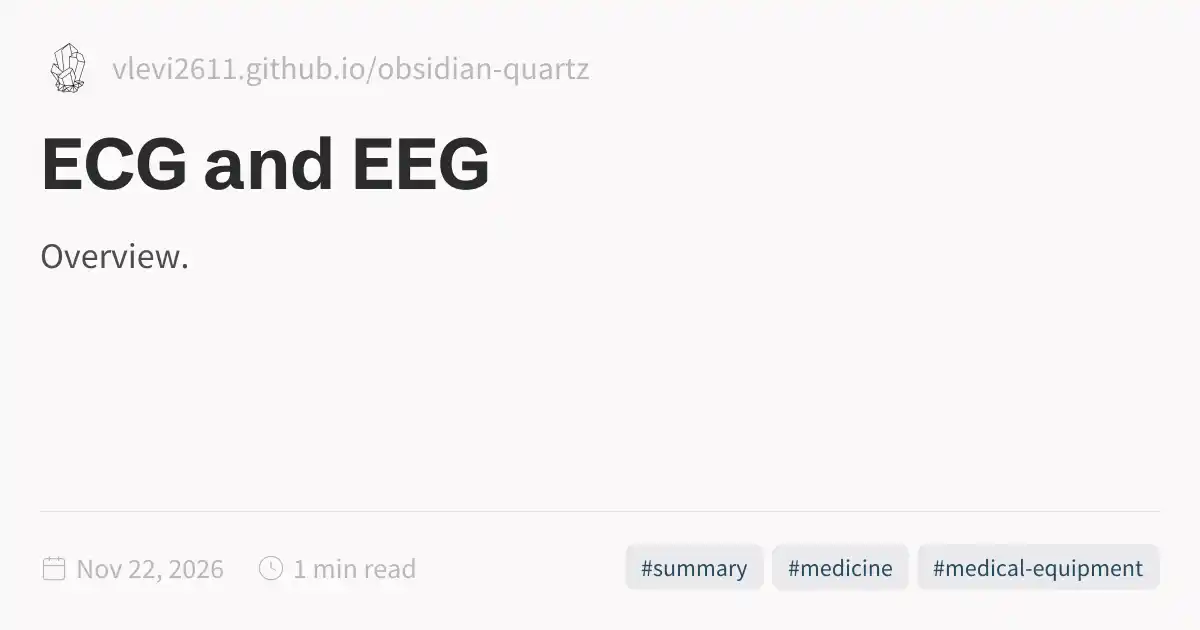 vlevi2611.github.io/obsidian-quartz
ECG and EEG
Overview.
Nov 22, 2026 1 min read #summary #medicine #medical-equipment